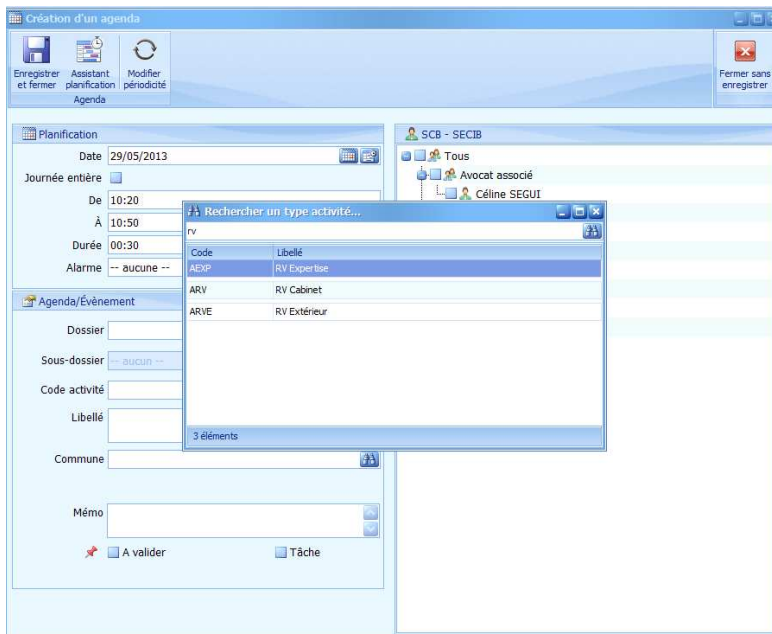 Création d'un agenda
Enregistrer et fermer
Assistant planification
Modifier périodicité
Fermer sans enregistrer
Agenda
Planification
Date 29/05/2013
Journée entière
De 10:20
À 10:50
Durée 00:30
Alarme -- aucune --
Agenda/Évènement
Dossier
Sous-dossier -- aucun --
Code activité
Libellé
Commune
Mémo
A valider Tâche
SCB - SECIB
Tous
Avocat associé
Céline SEGUI
Rechercher un type activité...
rv
Code Libellé
AEXP RV Expertise
ARV RV Cabinet
ARVE RV Extérieur
3 éléments